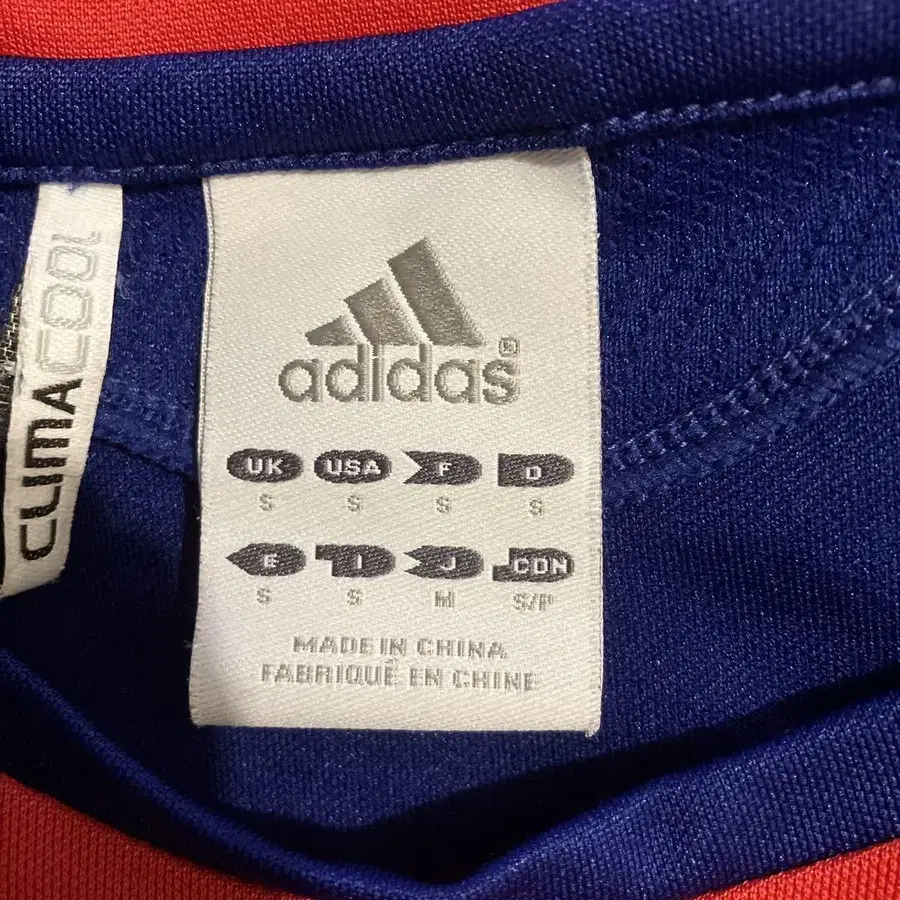 CLIMACOOL
adidas®
UK USA F D
S S S S
E I J CDN
S S M S/P
MADE IN CHINA
FABRIQUÉ EN CHINE